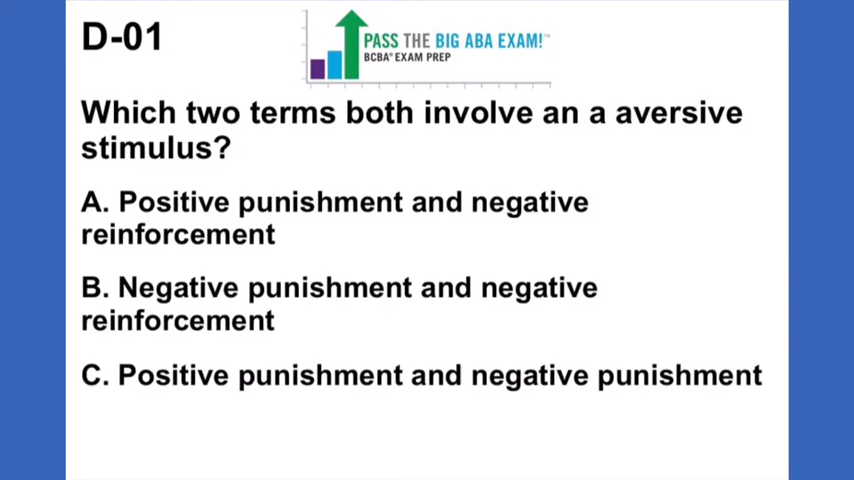 D-01
PASS THE BIG ABA EXAM!™
BCBA® EXAM PREP
Which two terms both involve an a aversive
stimulus?
A. Positive punishment and negative
reinforcement
B. Negative punishment and negative
reinforcement
C. Positive punishment and negative punishment